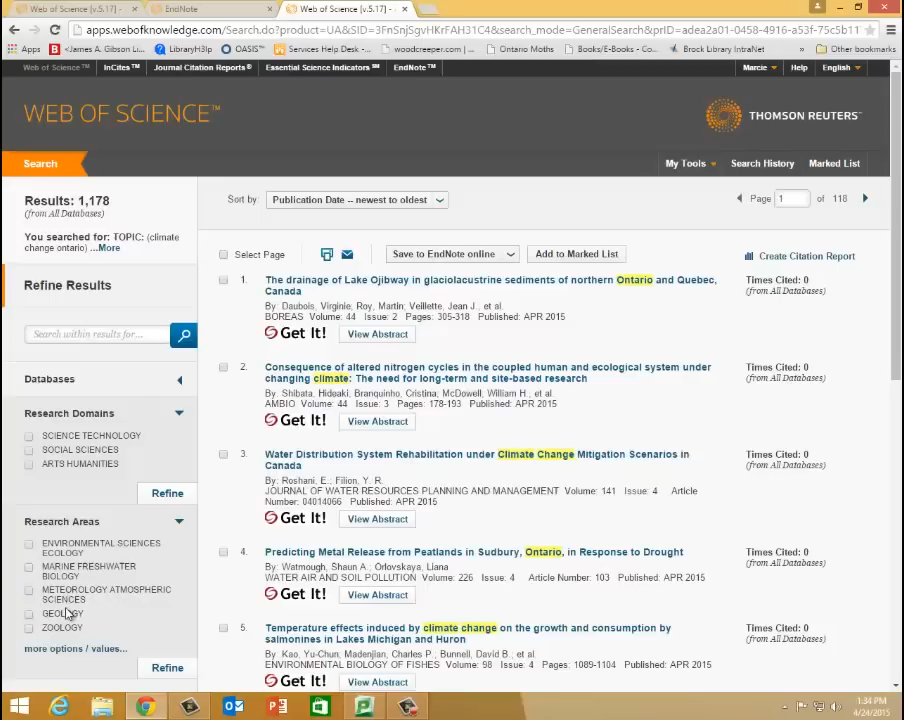 Web of Science [v.5.17] -
EndNote
Web of Science [v.5.17] - a
apps.webofknowledge.com/Search.do?product=UA&SID=3FnSnjSgvHKrFAH31C4&search_mode=GeneralSearch&prID=adea2a01-0458-4916-a53f-75c5b11
Apps
<James A. Gibson Li...
LibraryH3lp
OASIS™
Services Help Desk -...
woodcreeper.com | ...
Ontario Moths
Books/E-Books - Co...
Brock Library IntraNet
»
Other bookmarks
Web of Science™
InCites™
Journal Citation Reports®
Essential Science Indicators℠
EndNote™
Marcie
Help
English
WEB OF SCIENCE™
THOMSON REUTERS™
Search
My Tools
Search History
Marked List
Results: 1,178
(from All Databases)
You searched for: TOPIC: (climate
change ontario) ...More
Sort by:
Publication Date -- newest to oldest
Page
1
of 118
Refine Results
Search within results for...
Select Page
Save to EndNote online
Add to Marked List
Create Citation Report
1.
The drainage of Lake Ojibway in glaciolacustrine sediments of northern Ontario and Quebec,
Canada
By: Daubois, Virginie; Roy, Martin; Veillette, Jean J.; et al.
BOREAS Volume: 44 Issue: 2 Pages: 305-318 Published: APR 2015
Get It!
View Abstract
Times Cited: 0
(from All Databases)
2.
Consequence of altered nitrogen cycles in the coupled human and ecological system under
changing climate: The need for long-term and site-based research
By: Shibata, Hideaki; Branquinho, Cristina; McDowell, William H.; et al.
AMBIO Volume: 44 Issue: 3 Pages: 178-193 Published: APR 2015
Get It!
View Abstract
Times Cited: 0
(from All Databases)
3.
Water Distribution System Rehabilitation under Climate Change Mitigation Scenarios in
Canada
By: Roshani, E.; Filion, Y. R.
JOURNAL OF WATER RESOURCES PLANNING AND MANAGEMENT Volume: 141 Issue: 4 Article
Number: 04014066 Published: APR 2015
Get It!
View Abstract
Times Cited: 0
(from All Databases)
4.
Predicting Metal Release from Peatlands in Sudbury, Ontario, in Response to Drought
By: Watmough, Shaun A.; Orlovskaya, Liana
WATER AIR AND SOIL POLLUTION Volume: 226 Issue: 4 Article Number: 103 Published: APR 2015
Get It!
View Abstract
Times Cited: 0
(from All Databases)
5.
Temperature effects induced by climate change on the growth and consumption by
salmonines in Lakes Michigan and Huron
By: Kao, Yu-Chun; Madenjian, Charles P.; Bunnell, David B.; et al.
ENVIRONMENTAL BIOLOGY OF FISHES Volume: 98 Issue: 4 Pages: 1089-1104 Published: APR 2015
Get It!
View Abstract
Times Cited: 0
(from All Databases)
Databases
Research Domains
SCIENCE TECHNOLOGY
SOCIAL SCIENCES
ARTS HUMANITIES
Refine
Research Areas
ENVIRONMENTAL SCIENCES
ECOLOGY
MARINE FRESHWATER
BIOLOGY
METEOROLOGY ATMOSPHERIC
SCIENCES
GEOLOGY
ZOOLOGY
more options / values...
Refine
1:34 PM
4/24/2015